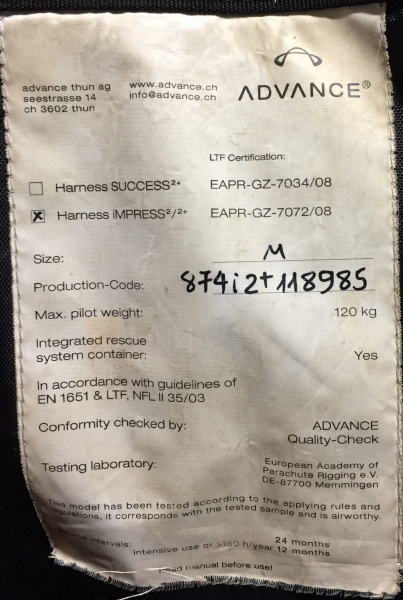 advance thun ag
seestrasse 14
ch 3602 thun
www.advance.ch
info@advance.ch
ADVANCE®
LTF Certification:
Harness SUCCESS²⁺ EAPR-GZ-7034/08
☒ Harness iMPRESS²/²⁺ EAPR-GZ-7072/08
Size: M
Production-Code: 874i2+118985
Max. pilot weight: 120 kg
Integrated rescue
system container: Yes
In accordance with guidelines of
EN 1651 & LTF, NFL II 35/03
Conformity checked by: ADVANCE
Quality-Check
Testing laboratory: European Academy of
Parachute Rigging e.V.
DE-87700 Memmingen
This model has been tested according to the applying rules and
regulations, it corresponds with the tested sample and is airworthy.
intervals: 24 months
intensive use or >150 h/year 12 months
read manual before use!